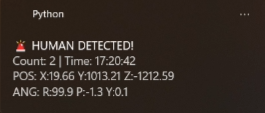 Python
🚨 HUMAN DETECTED!
Count: 2 | Time: 17:20:42
POS: X:19.66 Y:1013.21 Z:-1212.59
ANG: R:99.9 P:-1.3 Y:0.1